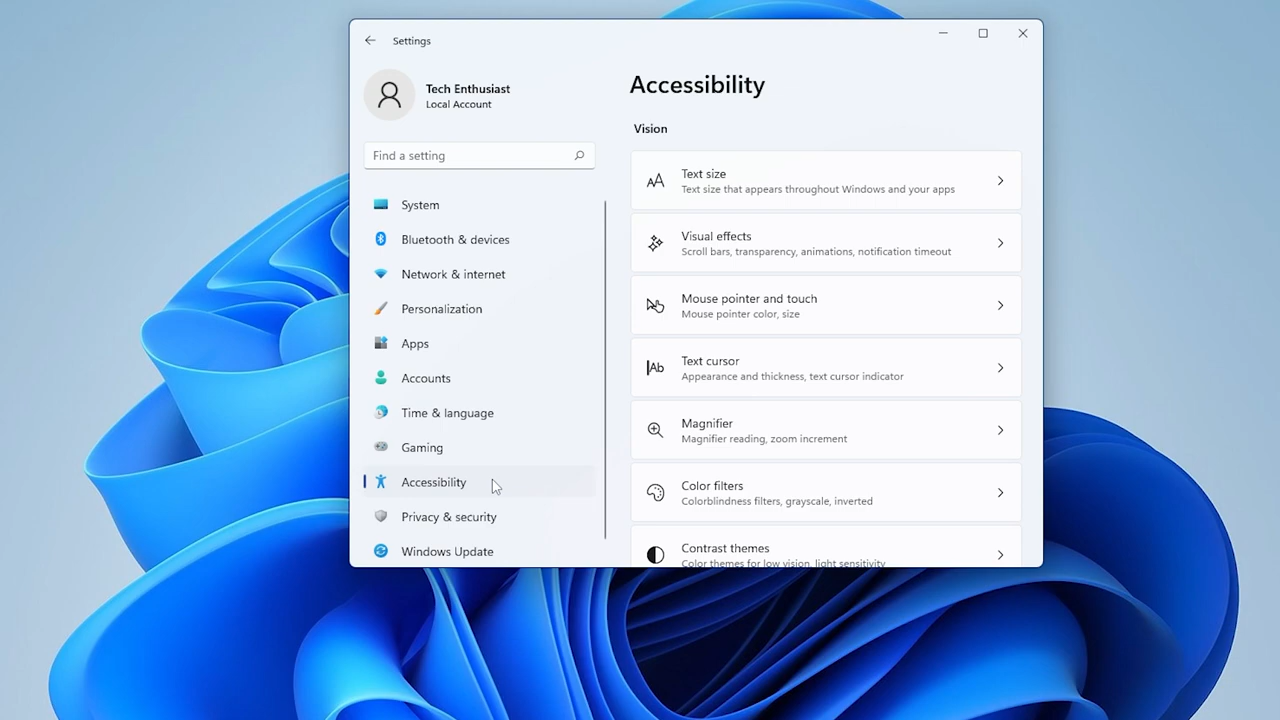 Settings
Tech Enthusiast
Local Account
Find a setting
System
Bluetooth & devices
Network & internet
Personalization
Apps
Accounts
Time & language
Gaming
Accessibility
Privacy & security
Windows Update
Accessibility
Vision
Text size
Text size that appears throughout Windows and your apps
Visual effects
Scroll bars, transparency, animations, notification timeout
Mouse pointer and touch
Mouse pointer color, size
Text cursor
Appearance and thickness, text cursor indicator
Magnifier
Magnifier reading, zoom increment
Color filters
Colorblindness filters, grayscale, inverted
Contrast themes
Color themes for low vision, light sensitivity